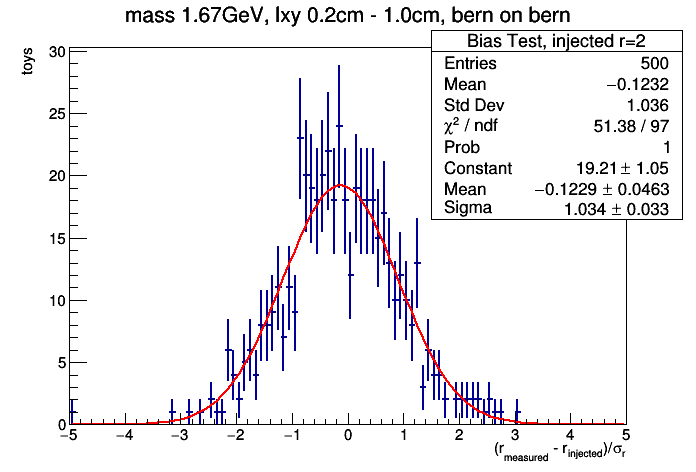 mass 1.67GeV, lxy 0.2cm - 1.0cm, bern on bern
toys
30
25
20
15
10
5
0
Bias Test, injected r=2
Entries 500
Mean −0.1232
Std Dev 1.036
χ² / ndf 51.38 / 97
Prob 1
Constant 19.21 ± 1.05
Mean −0.1229 ± 0.0463
Sigma 1.034 ± 0.033
−5 −4 −3 −2 −1 0 1 2 3 4 5
(r_measured - r_injected)/σ_r